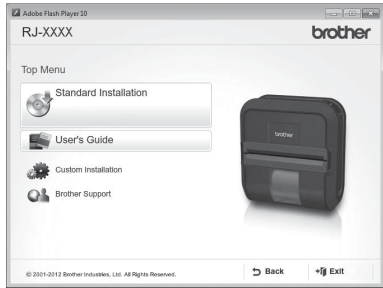 Adobe Flash Player 10
RJ-XXXX
brother
Top Menu
Standard Installation
brother
User's Guide
Custom Installation
Brother Support
© 2001-2012 Brother Industries, Ltd. All Rights Reserved.
Back
Exit